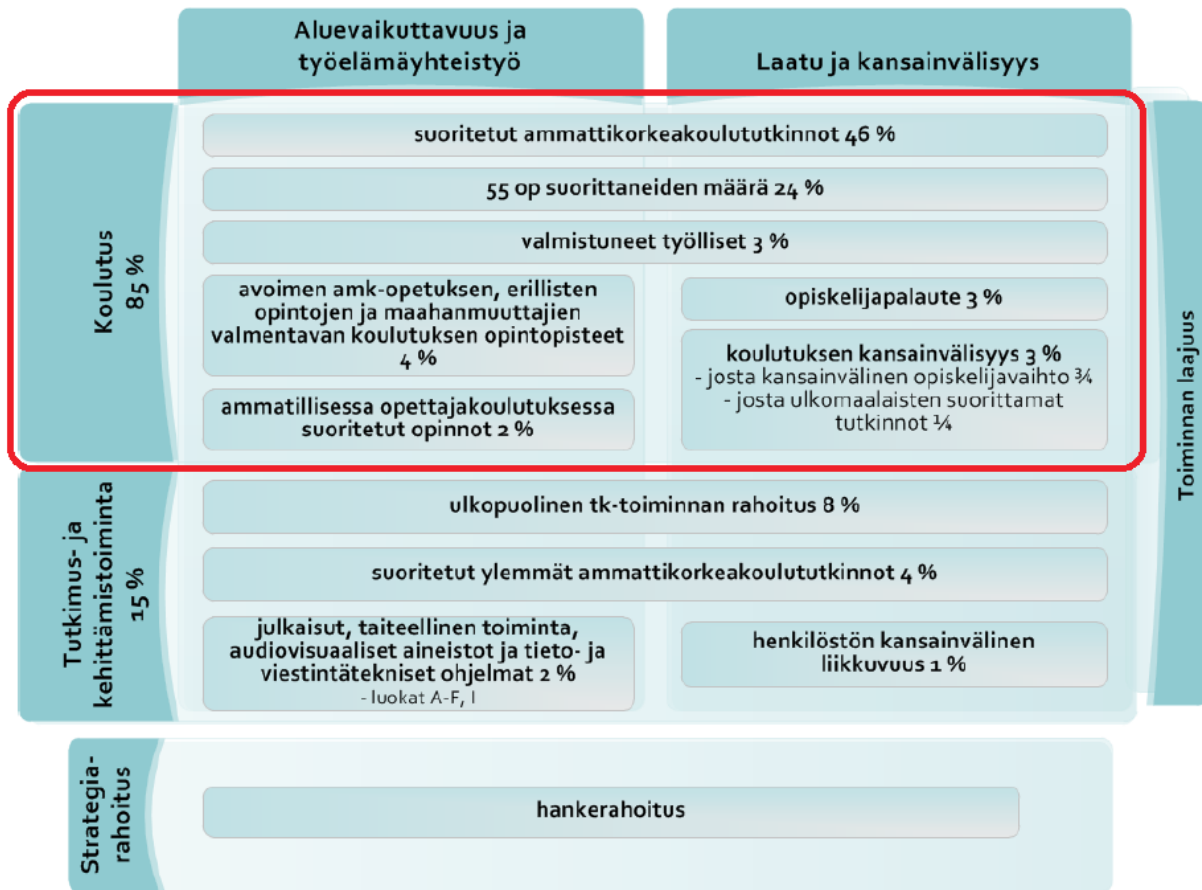 Aluevaikuttavuus ja
työelämäyhteistyö
Laatu ja kansainvälisyys
Koulutus
85 %
suoritetut ammattikorkeakoulututkinnot 46 %
55 op suorittaneiden määrä 24 %
valmistuneet työlliset 3 %
avoimen amk-opetuksen, erillisten
opintojen ja maahanmuuttajien
valmentavan koulutuksen opintopisteet
4 %
ammatillisessa opettajakoulutuksessa
suoritetut opinnot 2 %
opiskelijapalaute 3 %
koulutuksen kansainvälisyys 3 %
- josta kansainvälinen opiskelijavaihto ¾
- josta ulkomaalaisten suorittamat
tutkinnot ¼
Tutkimus- ja
kehittämistoiminta
15 %
ulkopuolinen tk-toiminnan rahoitus 8 %
suoritetut ylemmät ammattikorkeakoulututkinnot 4 %
julkaisut, taiteellinen toiminta,
audiovisuaaliset aineistot ja tieto- ja
viestintätekniset ohjelmat 2 %
- luokat A-F, I
henkilöstön kansainvälinen
liikkuvuus 1 %
Toiminnan laajuus
Strategia-
rahoitus
hankerahoitus